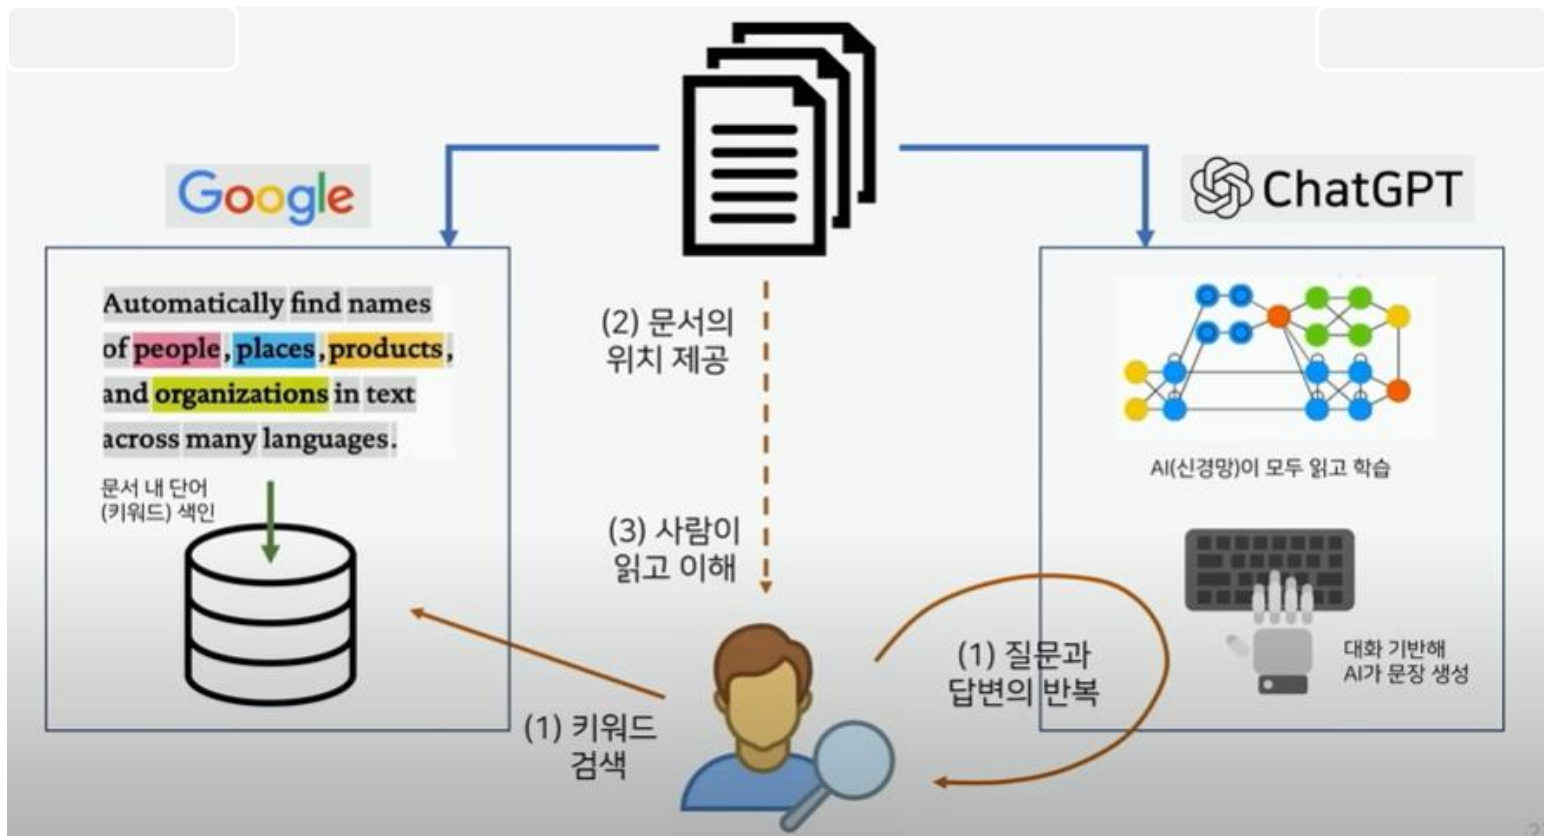 Google
Automatically find names
of people, places, products,
and organizations in text
across many languages.
문서 내 단어
(키워드) 색인
(2) 문서의
위치 제공
(3) 사람이
읽고 이해
(1) 키워드
검색
ChatGPT
AI(신경망)이 모두 읽고 학습
(1) 질문과
답변의 반복
대화 기반해
AI가 문장 생성